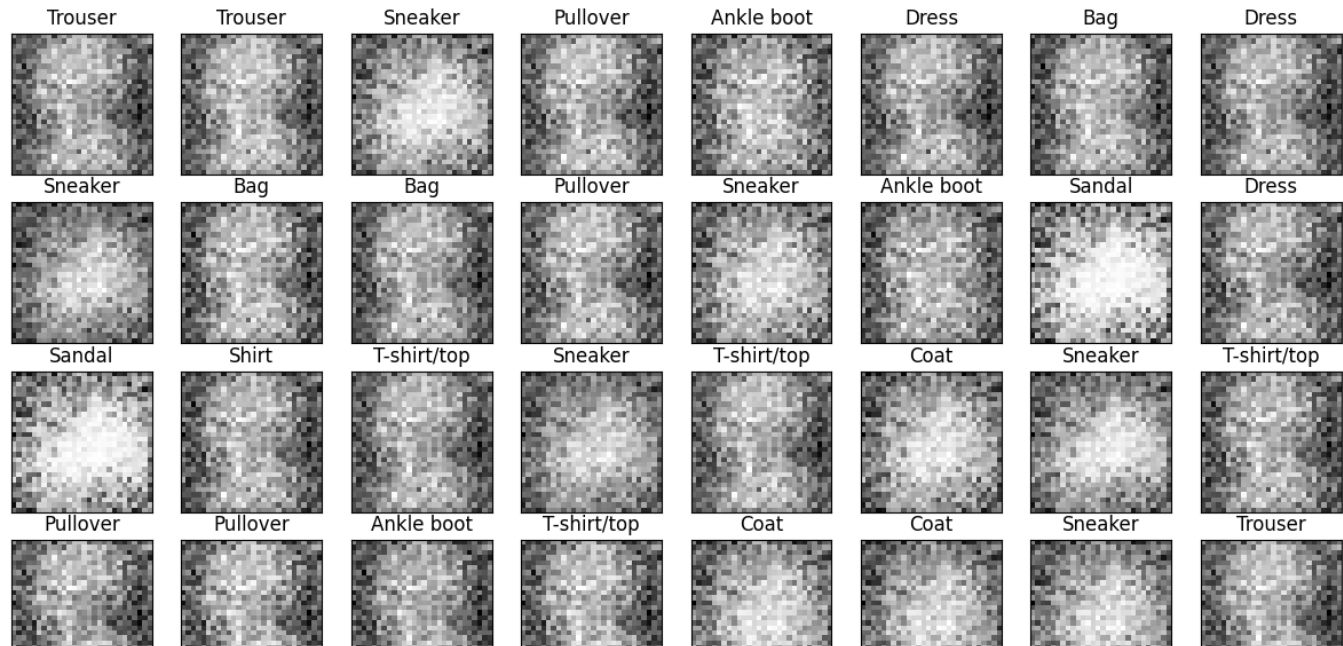 Trouser Trouser Sneaker Pullover Ankle boot Dress Bag Dress
Sneaker Bag Bag Pullover Sneaker Ankle boot Sandal Dress
Sandal Shirt T-shirt/top Sneaker T-shirt/top Coat Sneaker T-shirt/top
Pullover Pullover Ankle boot T-shirt/top Coat Coat Sneaker Trouser